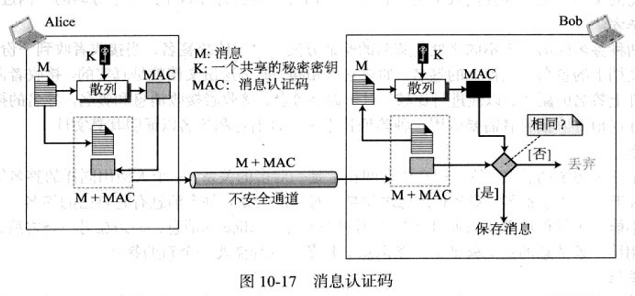 Alice
Bob
K
M
MAC
散列
M: 消息
K: 一个共享的秘密密钥
MAC: 消息认证码
M+MAC
M+MAC
不安全通道
K
M
MAC
散列
相同?
[否]
丢弃
[是]
M+MAC
保存消息
图 10-17 消息认证码